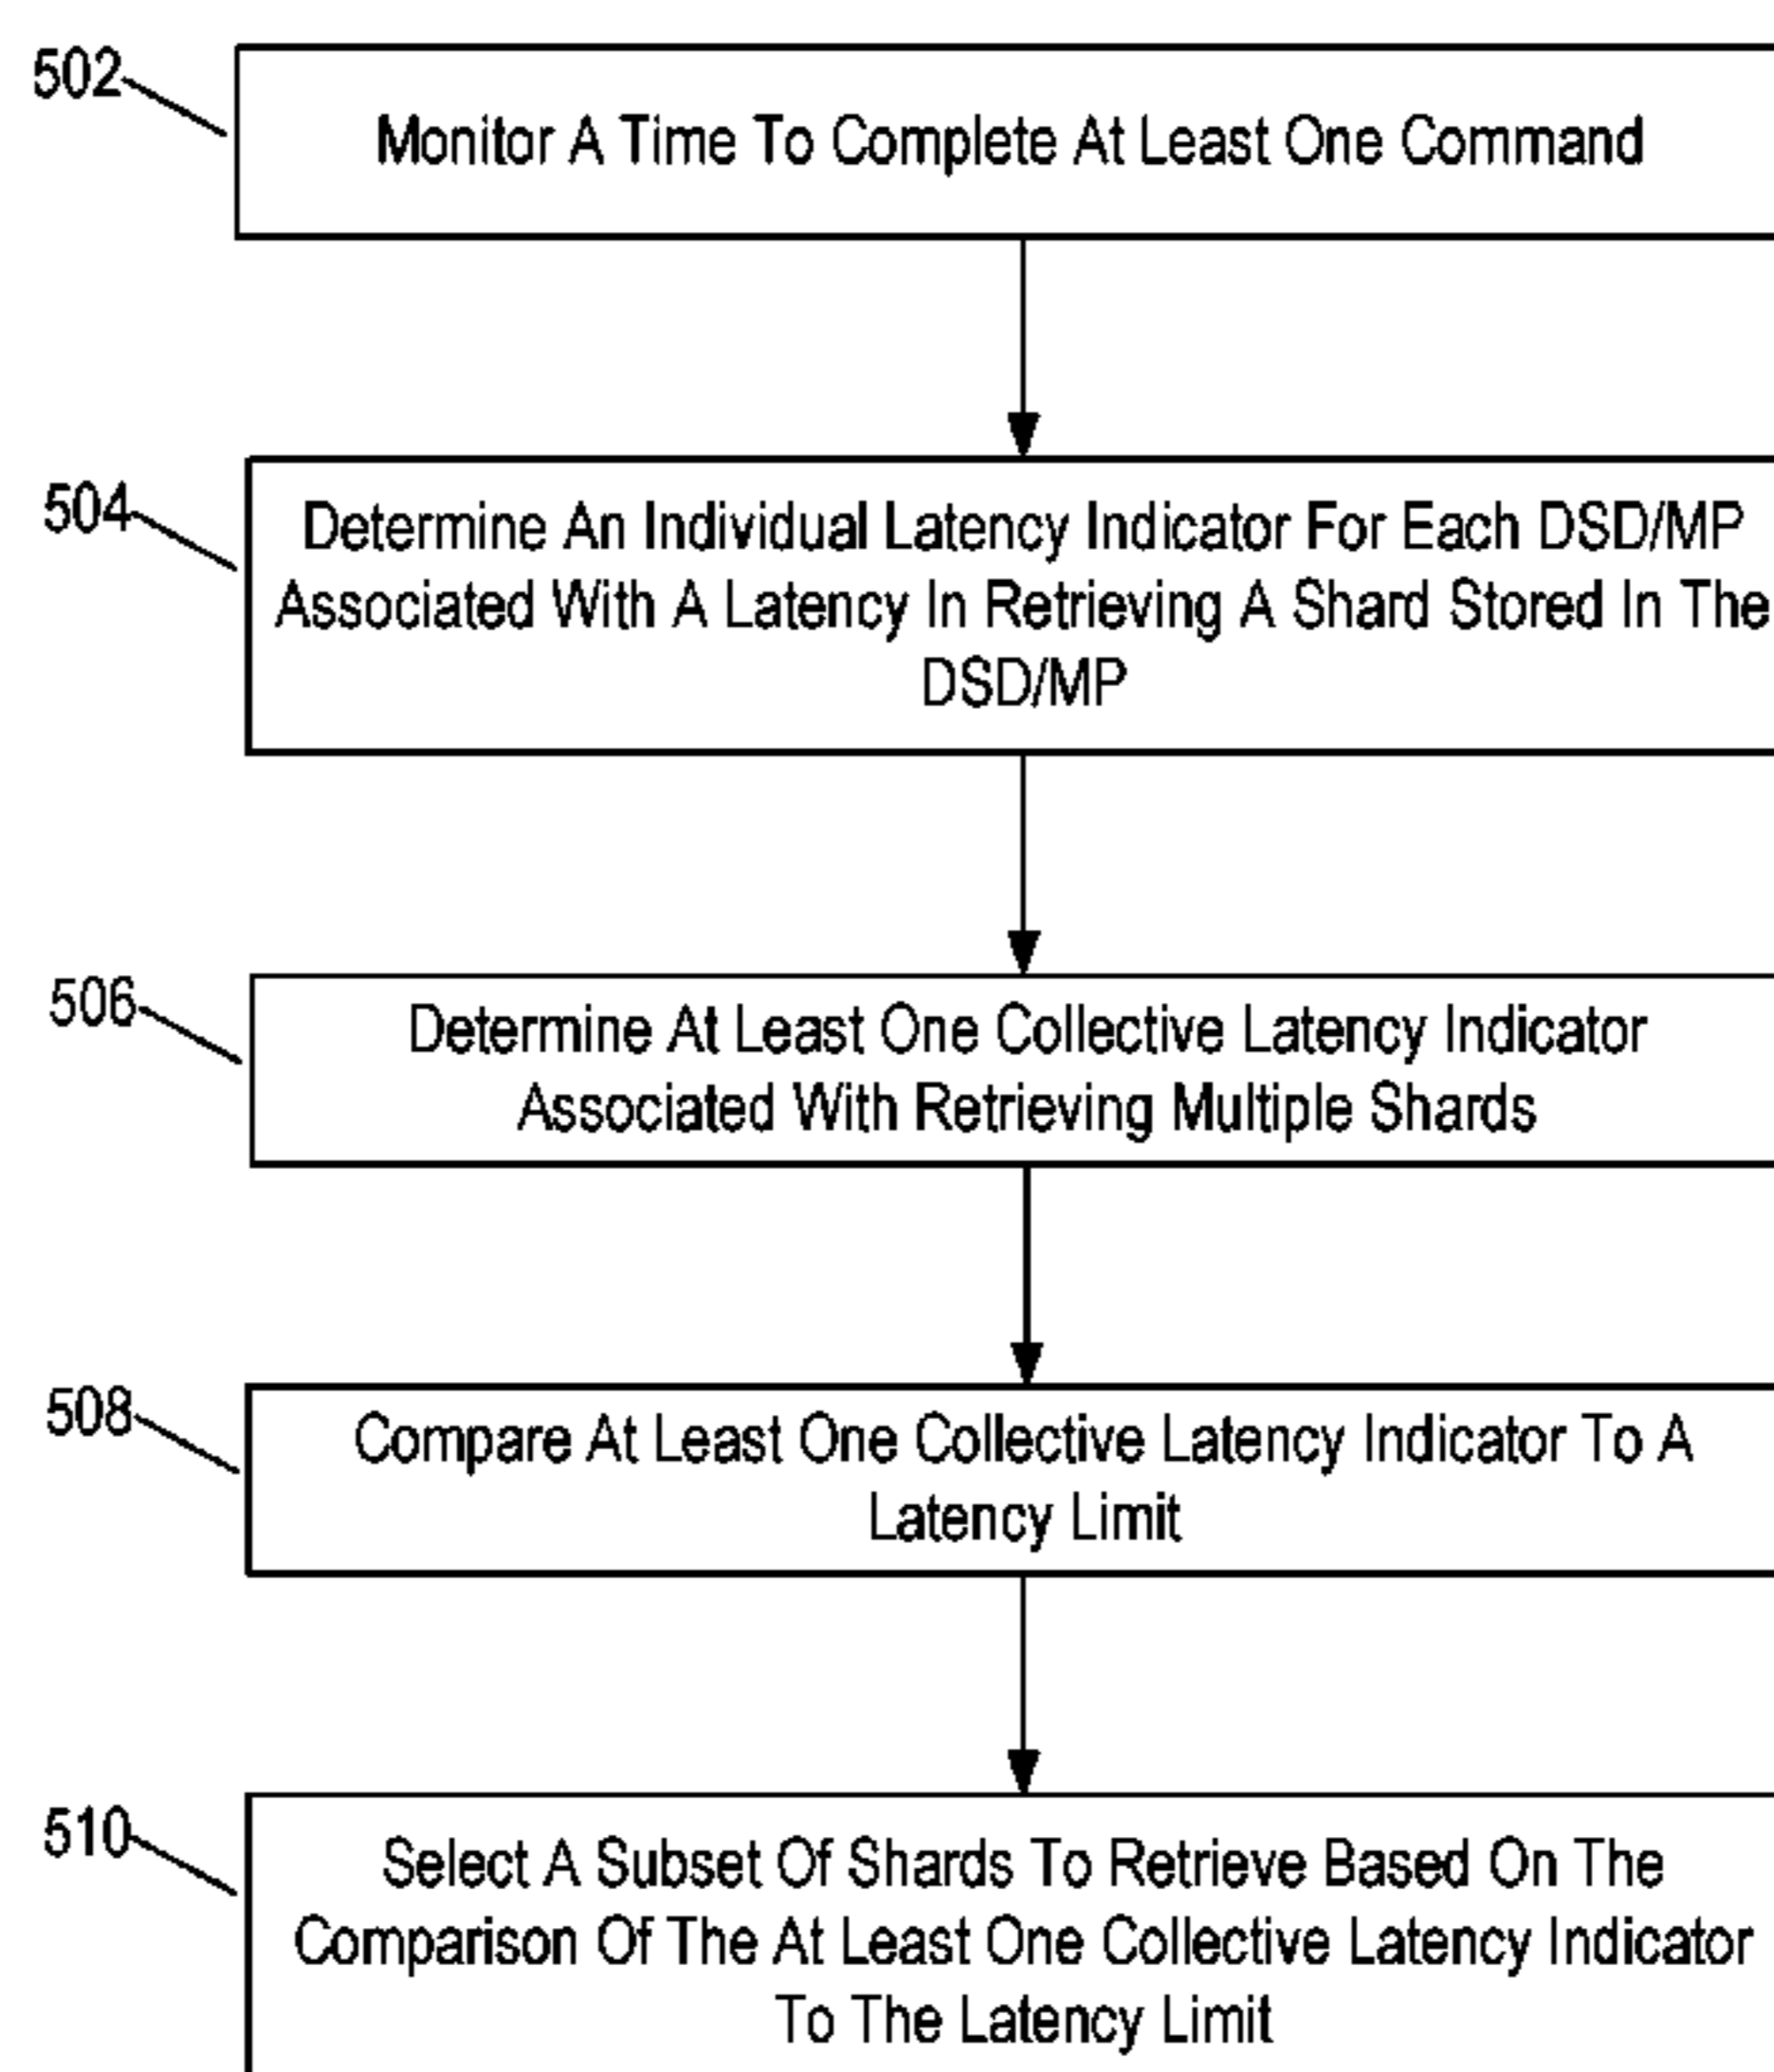 502
Monitor A Time To Complete At Least One Command
504
Determine An Individual Latency Indicator For Each DSD/MP
Associated With A Latency In Retrieving A Shard Stored In The
DSD/MP
506
Determine At Least One Collective Latency Indicator
Associated With Retrieving Multiple Shards
508
Compare At Least One Collective Latency Indicator To A
Latency Limit
510
Select A Subset Of Shards To Retrieve Based On The
Comparison Of The At Least One Collective Latency Indicator
To The Latency Limit